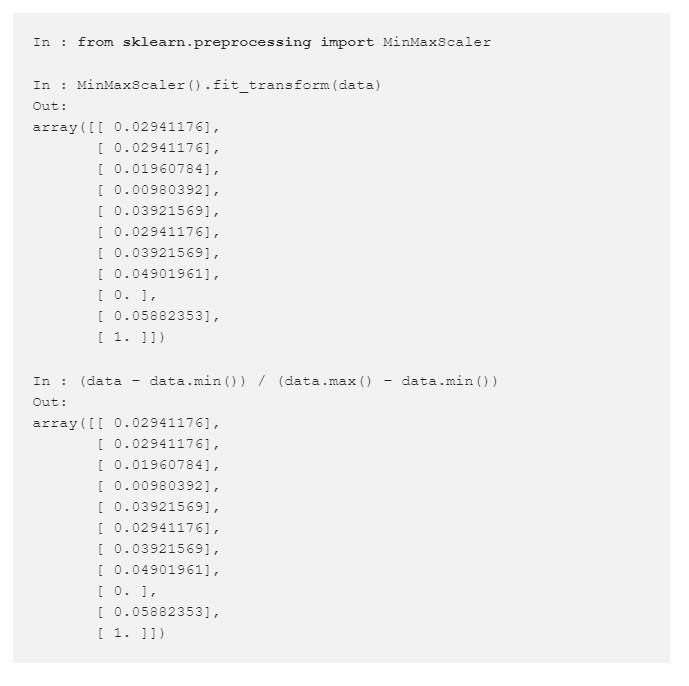 In : from sklearn.preprocessing import MinMaxScaler
In : MinMaxScaler().fit_transform(data)
Out:
array([[ 0.02941176],
[ 0.02941176],
[ 0.01960784],
[ 0.00980392],
[ 0.03921569],
[ 0.02941176],
[ 0.03921569],
[ 0.04901961],
[ 0. ],
[ 0.05882353],
[ 1. ]])
In : (data − data.min()) / (data.max() − data.min())
Out:
array([[ 0.02941176],
[ 0.02941176],
[ 0.01960784],
[ 0.00980392],
[ 0.03921569],
[ 0.02941176],
[ 0.03921569],
[ 0.04901961],
[ 0. ],
[ 0.05882353],
[ 1. ]])